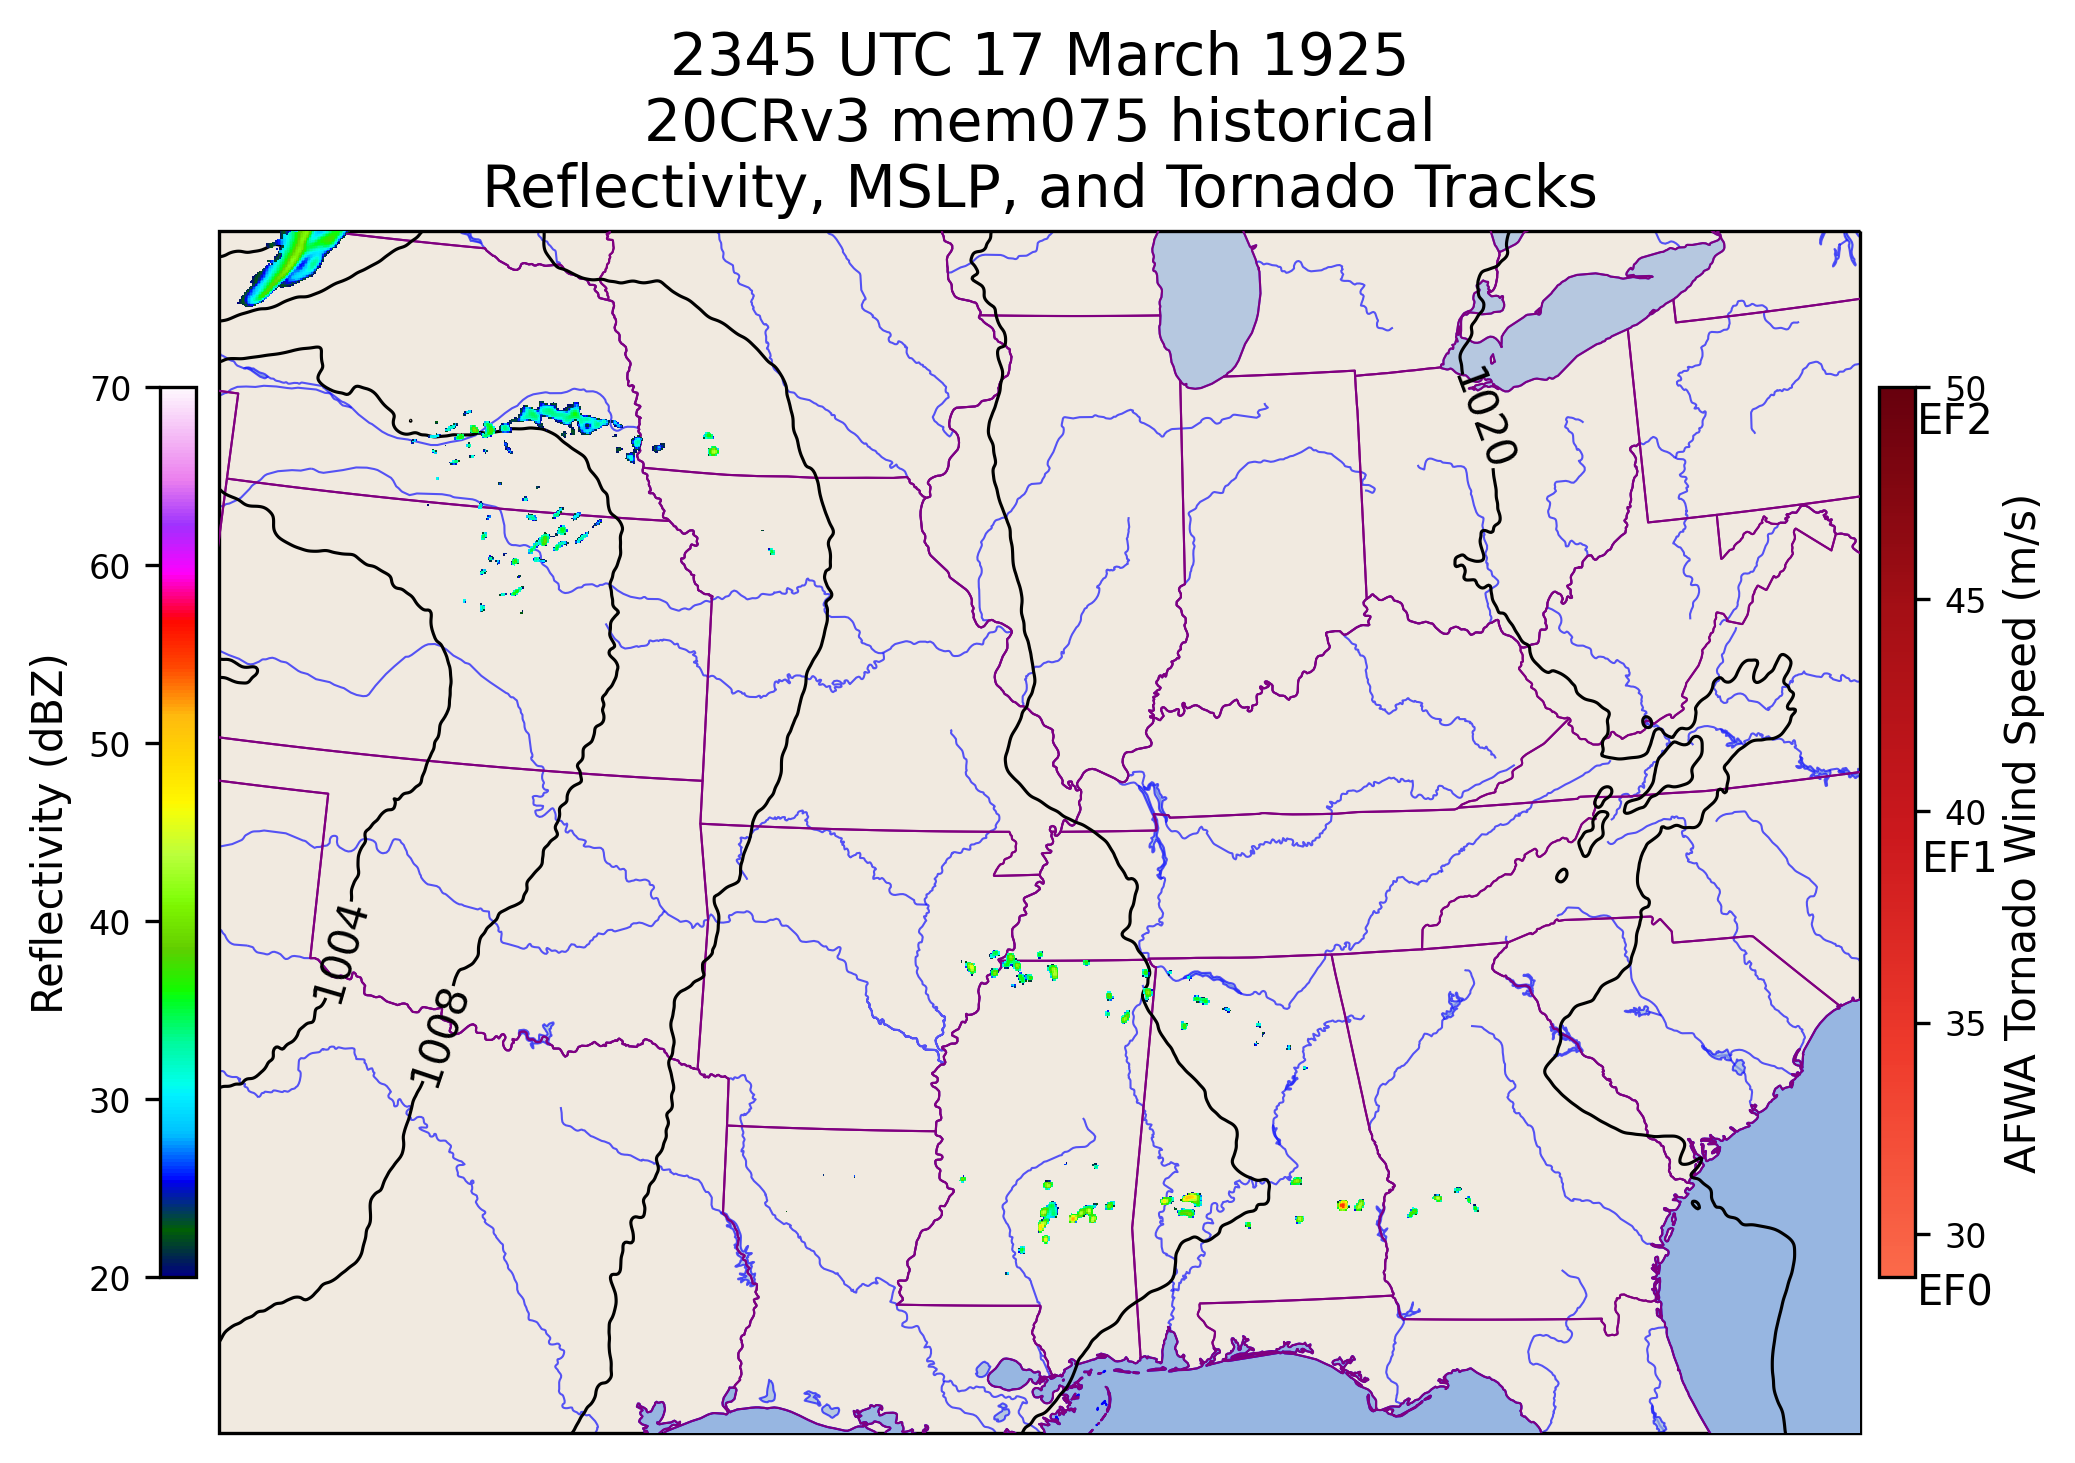 2345 UTC 17 March 1925
20CRv3 mem075 historical
Reflectivity, MSLP, and Tornado Tracks
70
60
50
40
30
20
Reflectivity (dBZ)
1020
1004
1008
50
EF2
45
40
EF1
35
30
EF0
AFWA Tornado Wind Speed (m/s)